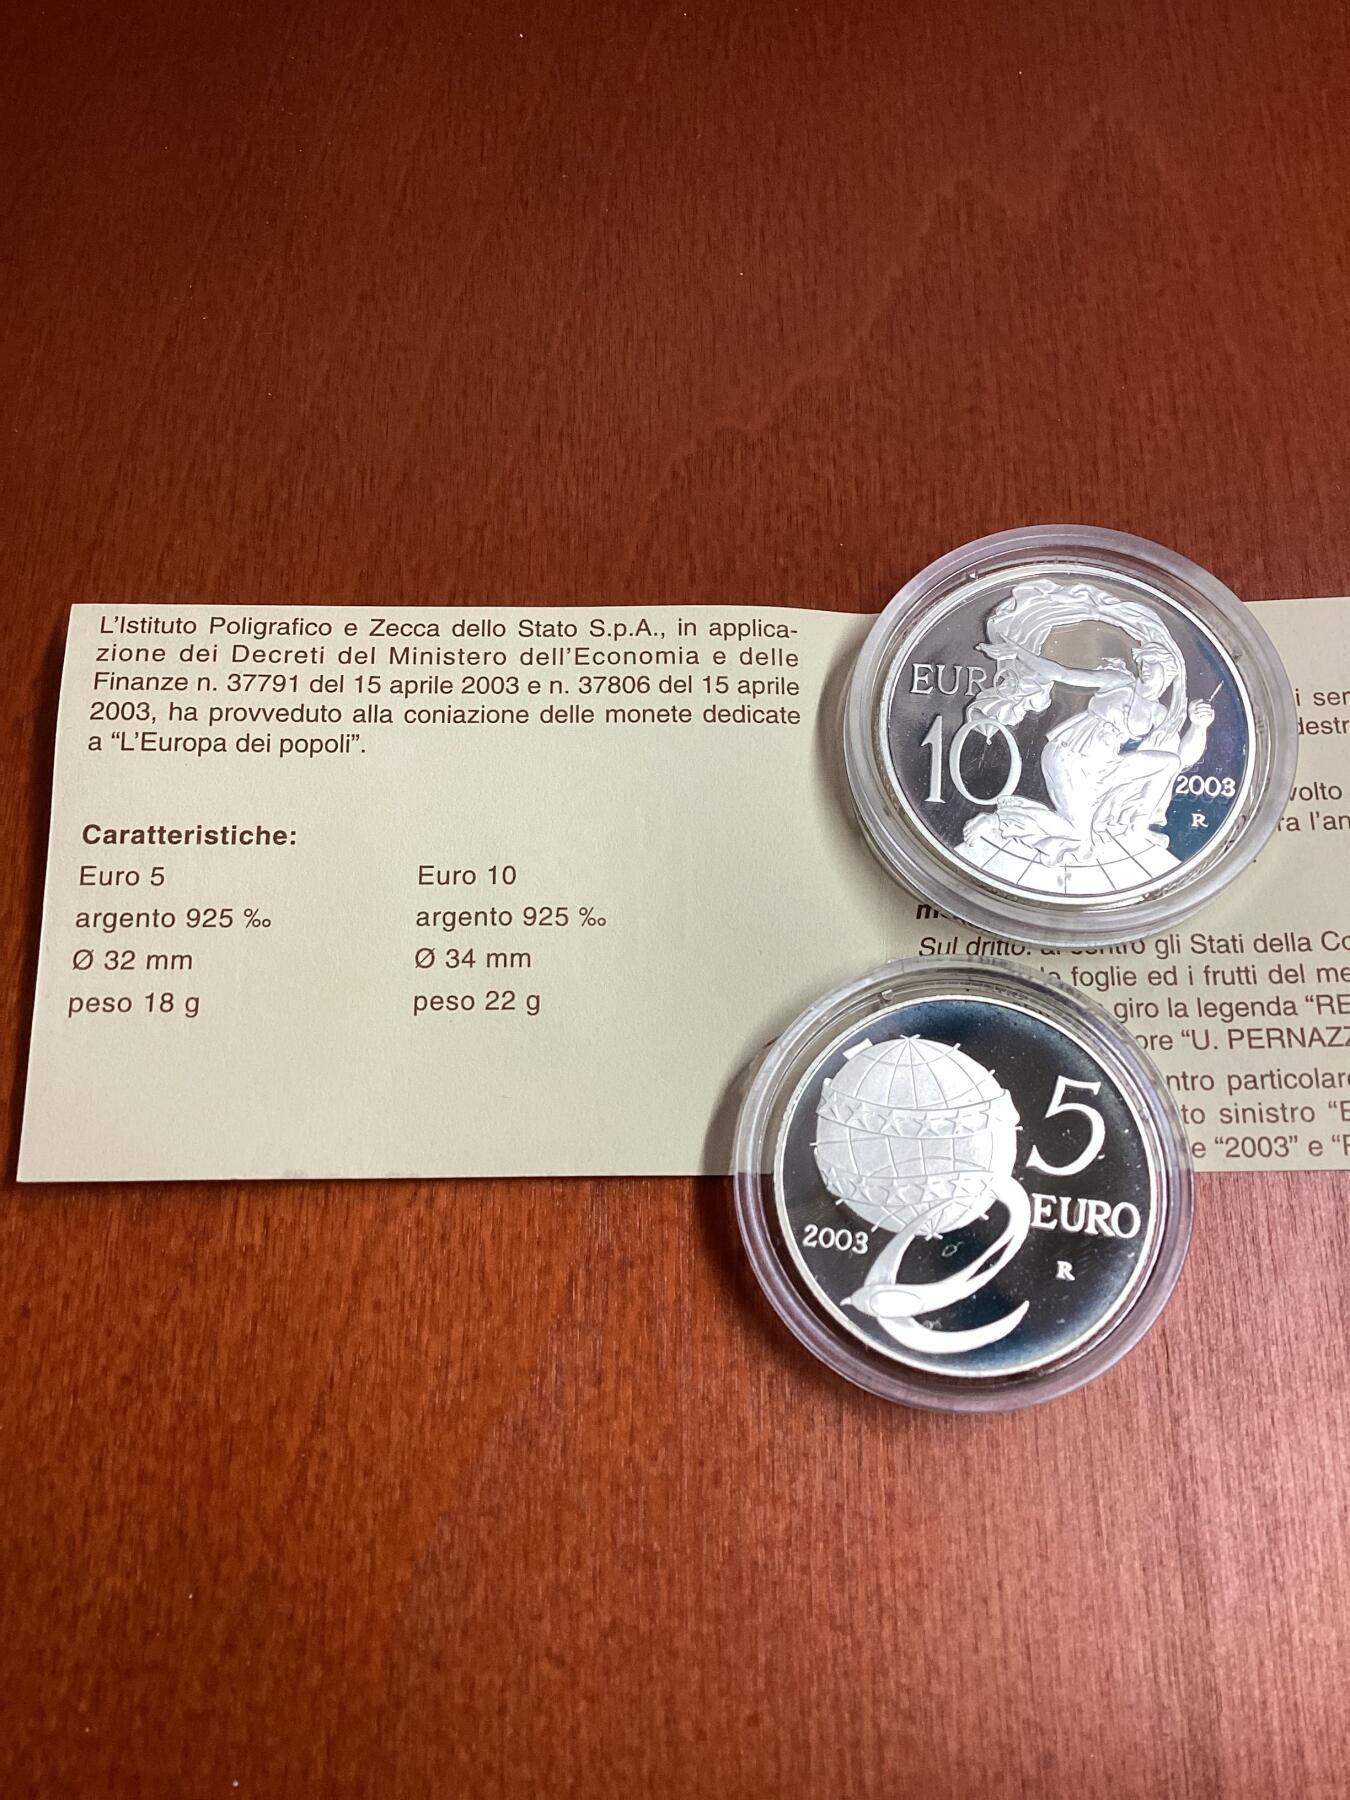 L'Istituto Poligrafico e Zecca dello Stato S.p.A., in applica-
zione dei Decreti del Ministero dell'Economia e delle
Finanze n. 37791 del 15 aprile 2003 e n. 37806 del 15 aprile
2003, ha provveduto alla coniazione delle monete dedicate
a “L'Europa dei popoli”.
Caratteristiche:
Euro 5
argento 925 ‰
Ø 32 mm
peso 18 g
Euro 10
argento 925 ‰
Ø 34 mm
peso 22 g
EURO
10
2003
R
volto
Sul dritto: al centro gli Stati della
foglie ed i frutti del
giro la legenda “RE
“U. PERNAZZ
particolare
sinistro “E
e “2003” e
5
EURO
2003
R